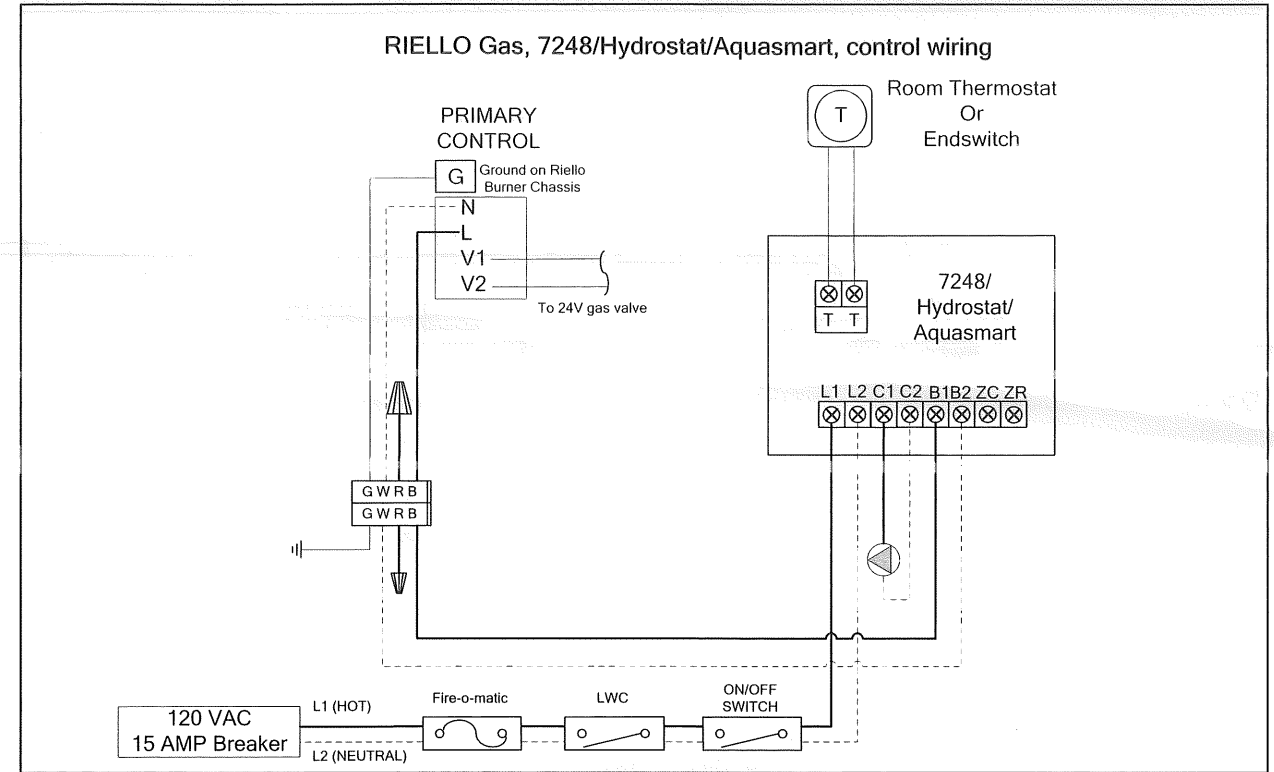 RIELLO Gas, 7248/Hydrostat/Aquasmart, control wiring
PRIMARY
CONTROL
G
Ground on Riello
Burner Chassis
N
L
V1
V2
To 24V gas valve
T
Room Thermostat
Or
Endswitch
7248/
Hydrostat/
Aquasmart
T T
L1 L2 C1 C2 B1B2 ZC ZR
G W R B
G W R B
120 VAC
15 AMP Breaker
L1 (HOT)
L2 (NEUTRAL)
Fire-o-matic
LWC
ON/OFF
SWITCH